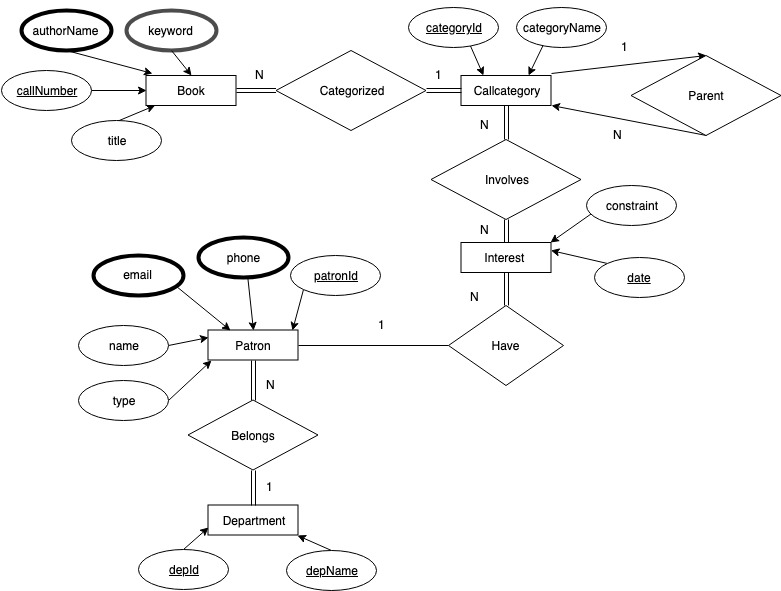 authorName
keyword
categoryId
categoryName
callNumber
Book
N
Categorized
1
Callcategory
1
Parent
N
title
N
Involves
N
constraint
Interest
date
email
phone
patronId
N
name
Patron
1
Have
type
N
Belongs
1
Department
depId
depName